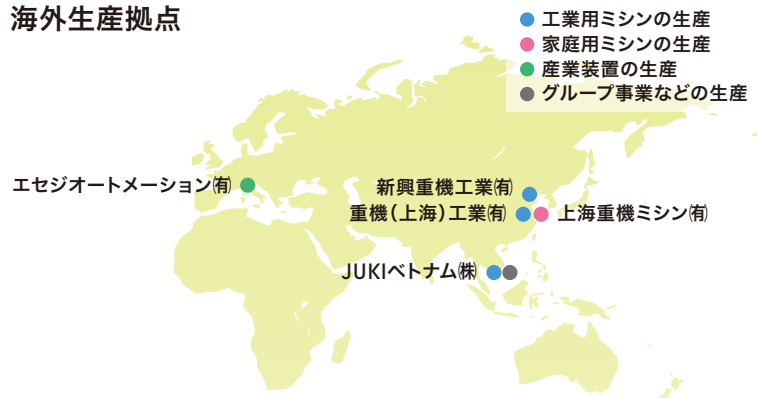 海外生産拠点
工業用ミシンの生産
家庭用ミシンの生産
産業装置の生産
グループ事業などの生産
エセジオートメーション㈲
新興重機工業㈲
重機（上海）工業㈲
上海重機ミシン㈲
JUKIベトナム㈱